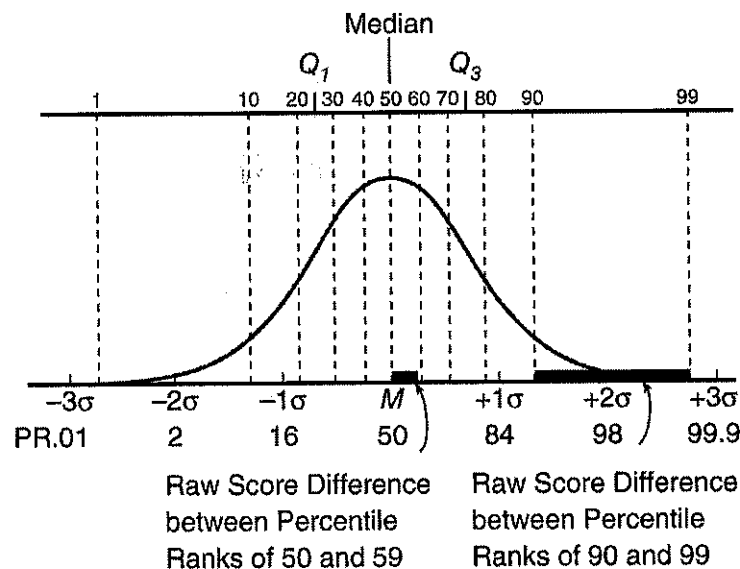 Median
Q1 Q3
1 10 20 30 40 50 60 70 80 90 99
−3σ −2σ −1σ M +1σ +2σ +3σ
PR.01 2 16 50 84 98 99.9
Raw Score Difference
between Percentile
Ranks of 50 and 59
Raw Score Difference
between Percentile
Ranks of 90 and 99